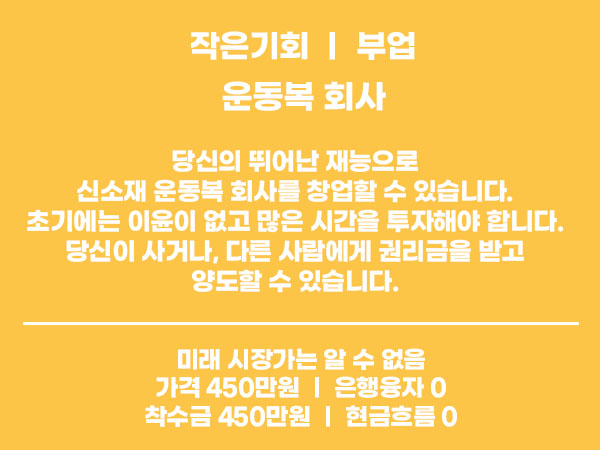 작은기회 ㅣ 부업
운동복 회사
당신의 뛰어난 재능으로
신소재 운동복 회사를 창업할 수 있습니다.
초기에는 이윤이 없고 많은 시간을 투자해야 합니다.
당신이 사거나, 다른 사람에게 권리금을 받고
양도할 수 있습니다.
미래 시장가는 알 수 없음
가격 450만원 ㅣ 은행융자 0
착수금 450만원 ㅣ 현금흐름 0